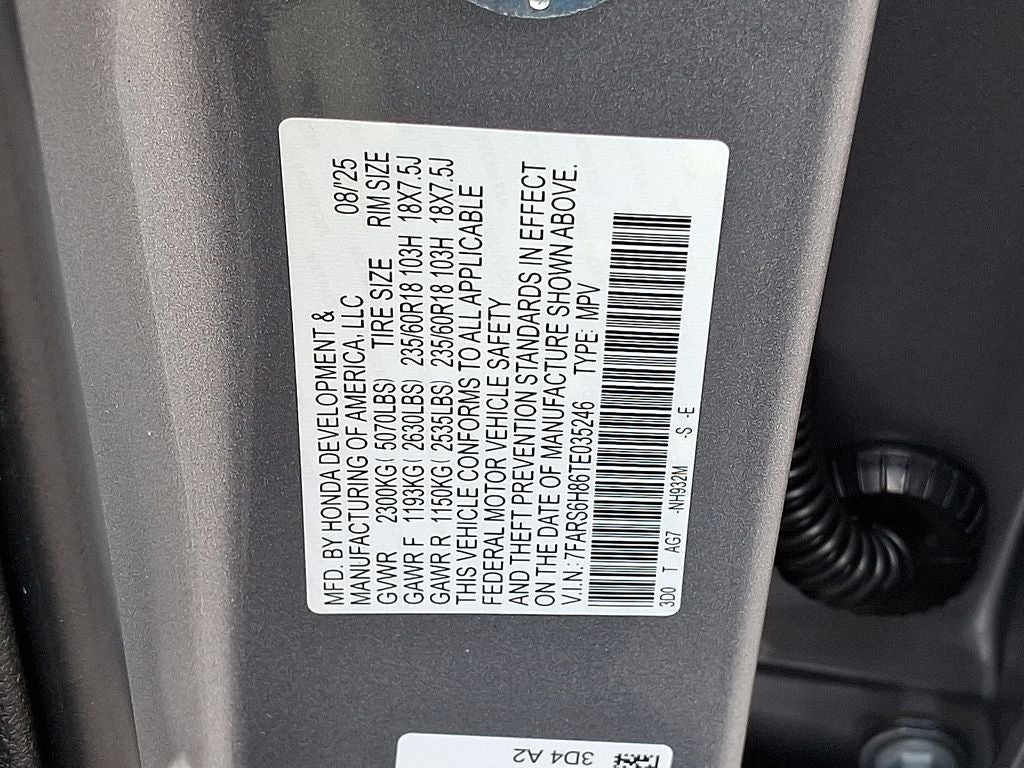 MFD. BY HONDA DEVELOPMENT &
MANUFACTURING OF AMERICA, LLC 08/'25
GVWR 2300KG( 5070LBS) TIRE SIZE RIM SIZE
GAWR F 1193KG( 2630LBS) 235/60R18 103H 18X7.5J
GAWR R 1150KG( 2535LBS) 235/60R18 103H 18X7.5J
THIS VEHICLE CONFORMS TO ALL APPLICABLE
FEDERAL MOTOR VEHICLE SAFETY
AND THEFT PREVENTION STANDARDS IN EFFECT
ON THE DATE OF MANUFACTURE SHOWN ABOVE.
V.I.N: 7FARS6H86TE035246 TYPE: MPV
3D0 T AG7 -NH932M -S -E
3D4 A2